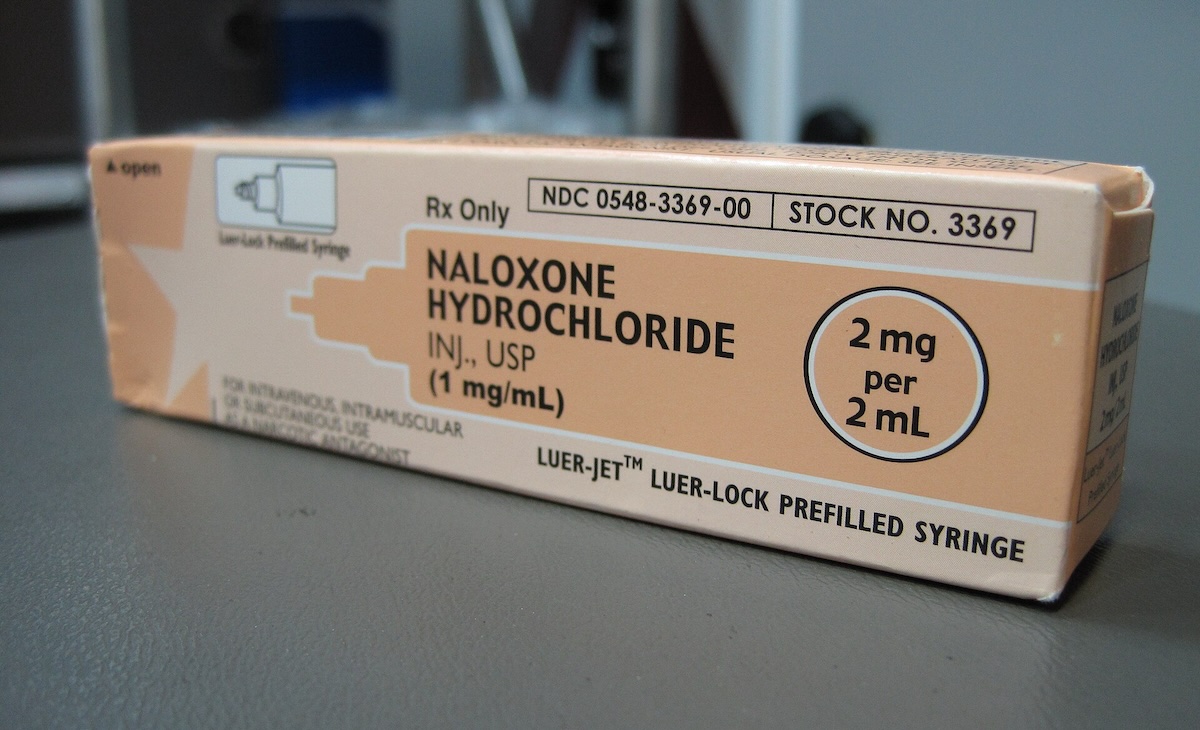 ▲ open
Luer-Lock Prefilled Syringe
Rx Only
NDC 0548-3369-00
STOCK NO. 3369
NALOXONE
HYDROCHLORIDE
INJ., USP
(1 mg/mL)
2 mg
per
2 mL
FOR INTRAVENOUS, INTRAMUSCULAR
OR SUBCUTANEOUS USE
AS A NARCOTIC ANTAGONIST
LUER-JET™ LUER-LOCK PREFILLED SYRINGE
NALOXONE
HYDROCHLORIDE
INJ., USP